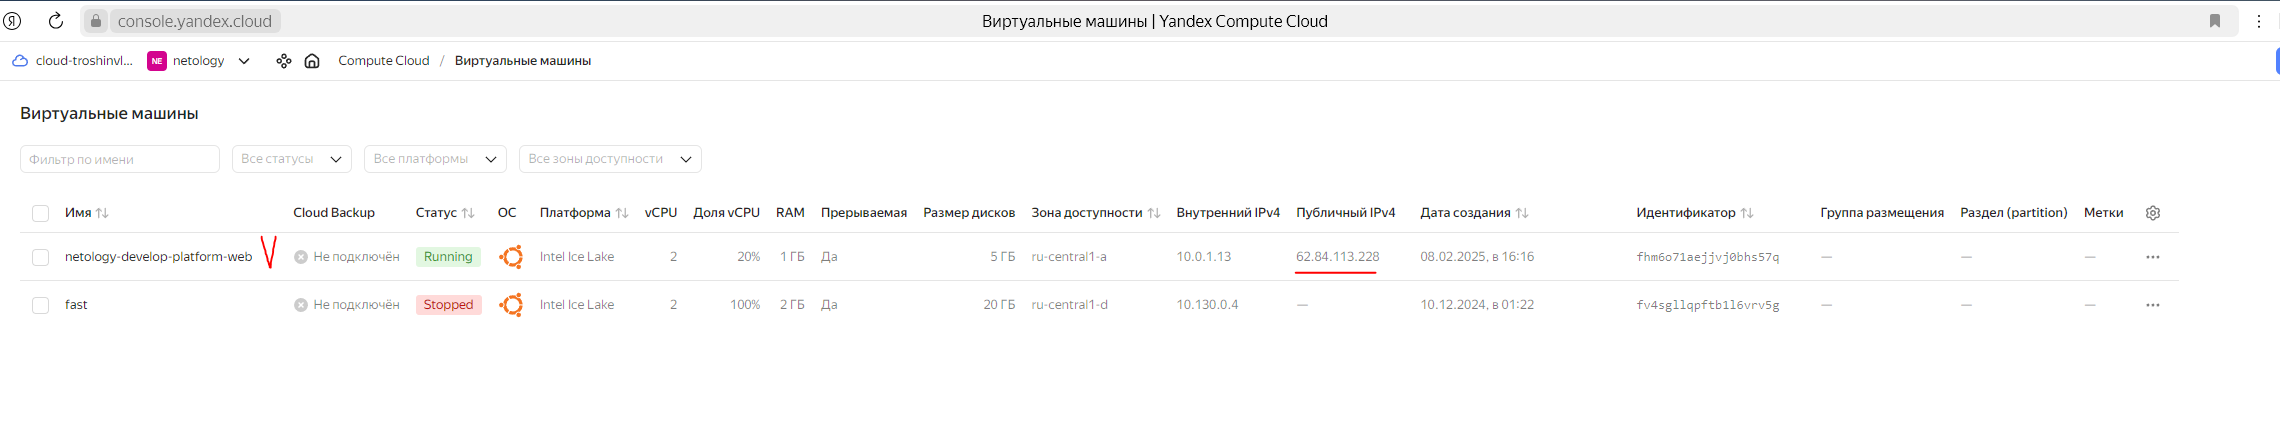 console.yandex.cloud Виртуальные машины | Yandex Compute Cloud
cloud-troshinvl... NE netology Compute Cloud / Виртуальные машины
Виртуальные машины
Фильтр по имени Все статусы Все платформы Все зоны доступности
Имя Cloud Backup Статус ОС Платформа vCPU Доля vCPU RAM Прерываемая Размер дисков Зона доступности Внутренний IPv4 Публичный IPv4 Дата создания Идентификатор Группа размещения Раздел (partition) Метки
netology-develop-platform-web V Не подключён Running Intel Ice Lake 2 20% 1 ГБ Да 5 ГБ ru-central1-a 10.0.1.13 62.84.113.228 08.02.2025, в 16:16 fhm6o71aejjvj0bhs57q — — —
fast Не подключён Stopped Intel Ice Lake 2 100% 2 ГБ Да 20 ГБ ru-central1-d 10.130.0.4 — 10.12.2024, в 01:22 fv4sgllqpftb1l6vrv5g — — —